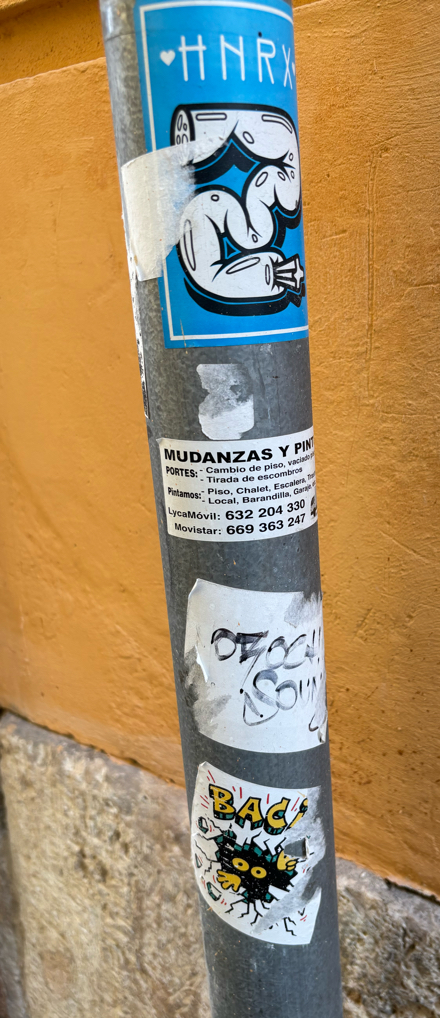 ♥HNRX♥
MUDANZAS Y PINT
PORTES: - Cambio de piso, vaciado
- Tirada de escombros
Pintamos: - Piso, Chalet, Escalera,
- Local, Barandilla, Garaje,
LycaMóvil: 632 204 330
Movistar: 669 363 247
BAC